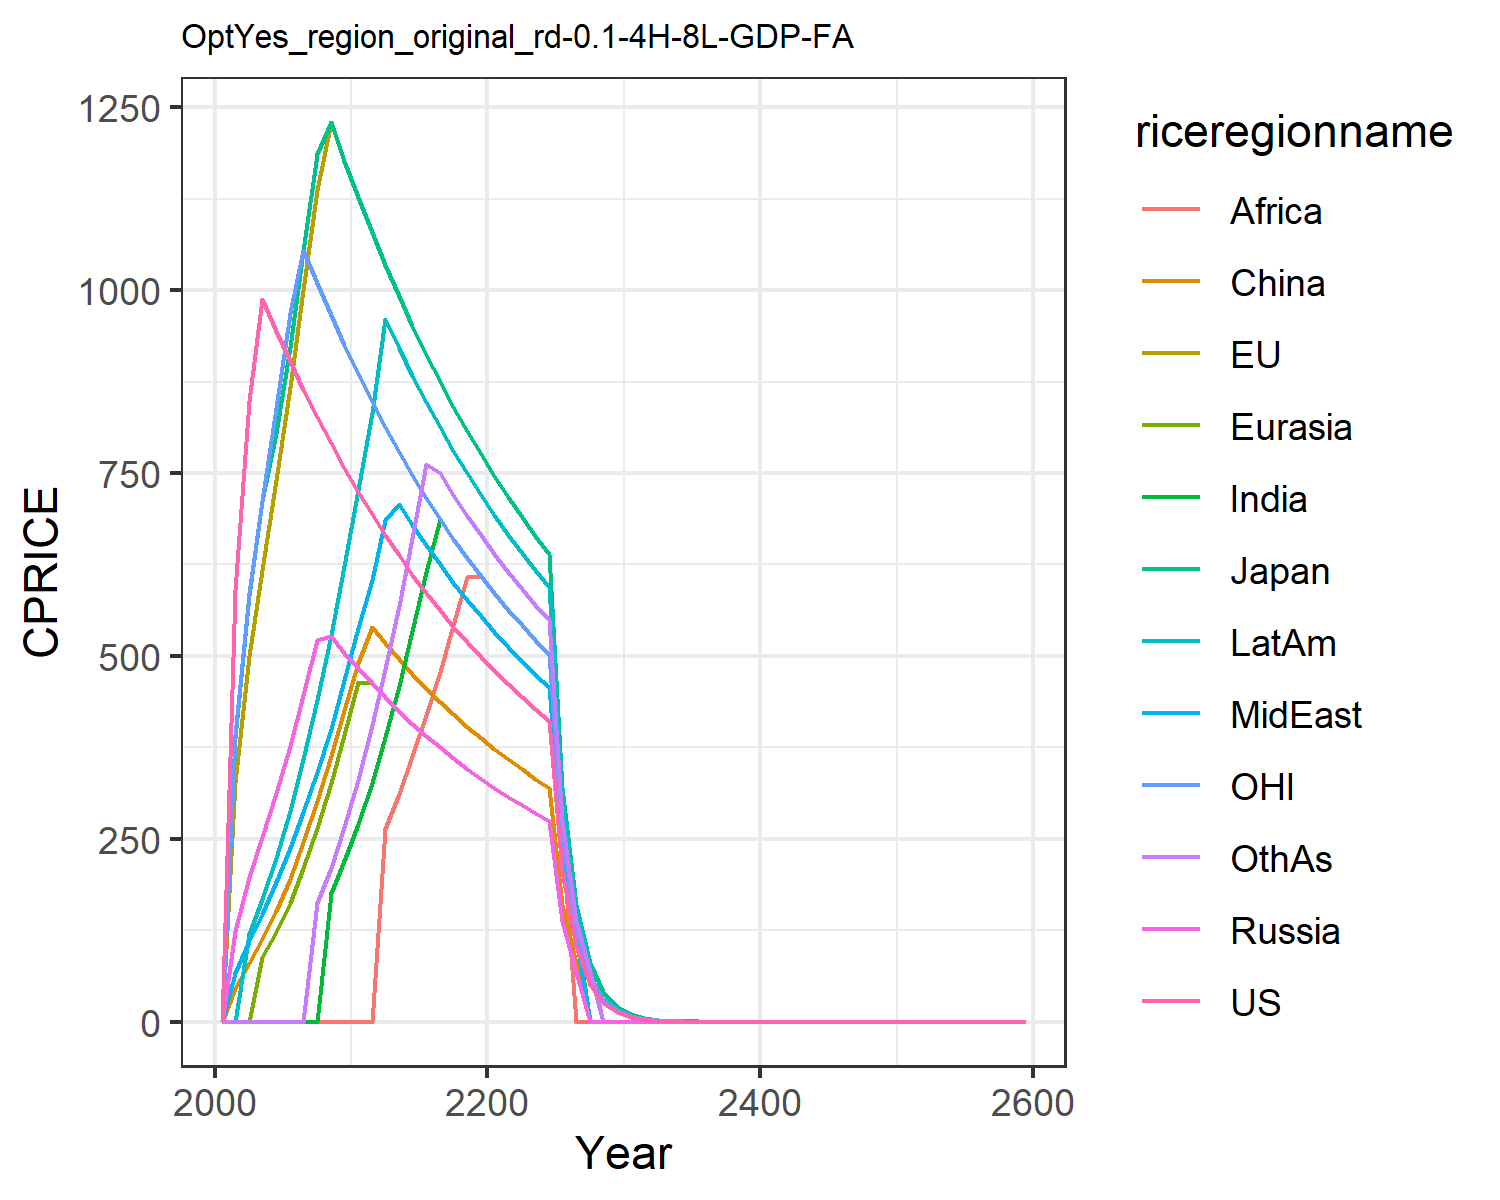 OptYes_region_original_rd-0.1-4H-8L-GDP-FA
1250
1000
750
500
250
0
CPRICE
2000
2200
2400
2600
Year
riceregionname
Africa
China
EU
Eurasia
India
Japan
LatAm
MidEast
OHI
OthAs
Russia
US